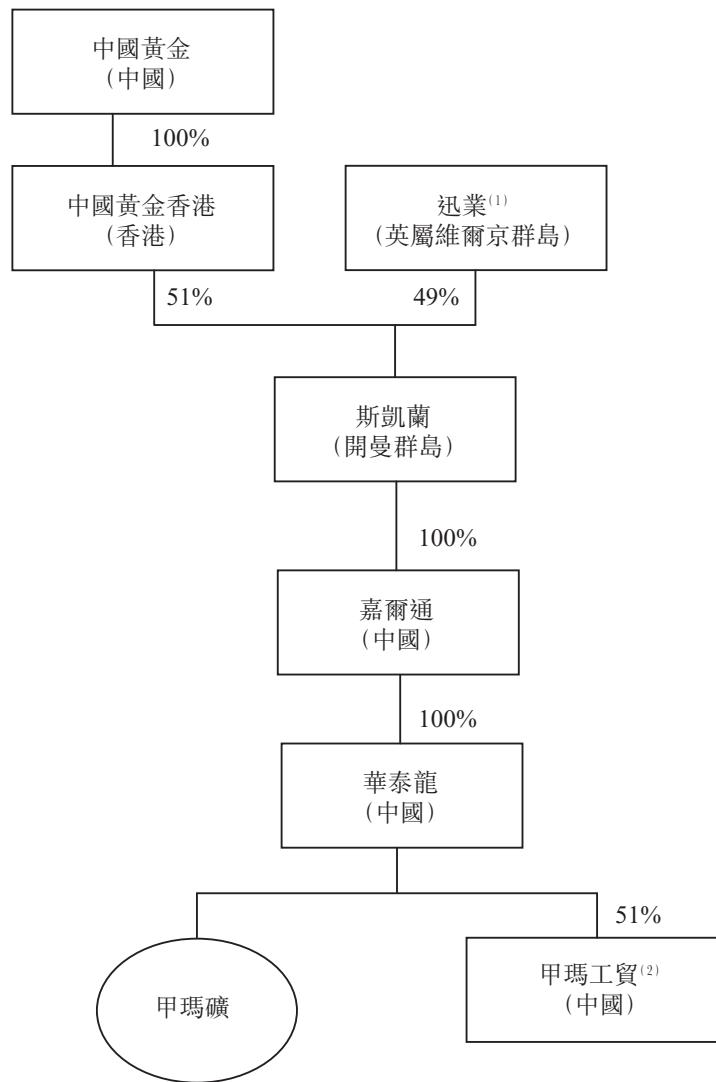 中國黃金
（中國）
100%
中國黃金香港
（香港）
迅業⁽¹⁾
（英屬維爾京群島）
51%
49%
斯凱蘭
（開曼群島）
100%
嘉爾通
（中國）
100%
華泰龍
（中國）
51%
甲瑪礦
甲瑪工貿⁽²⁾
（中國）